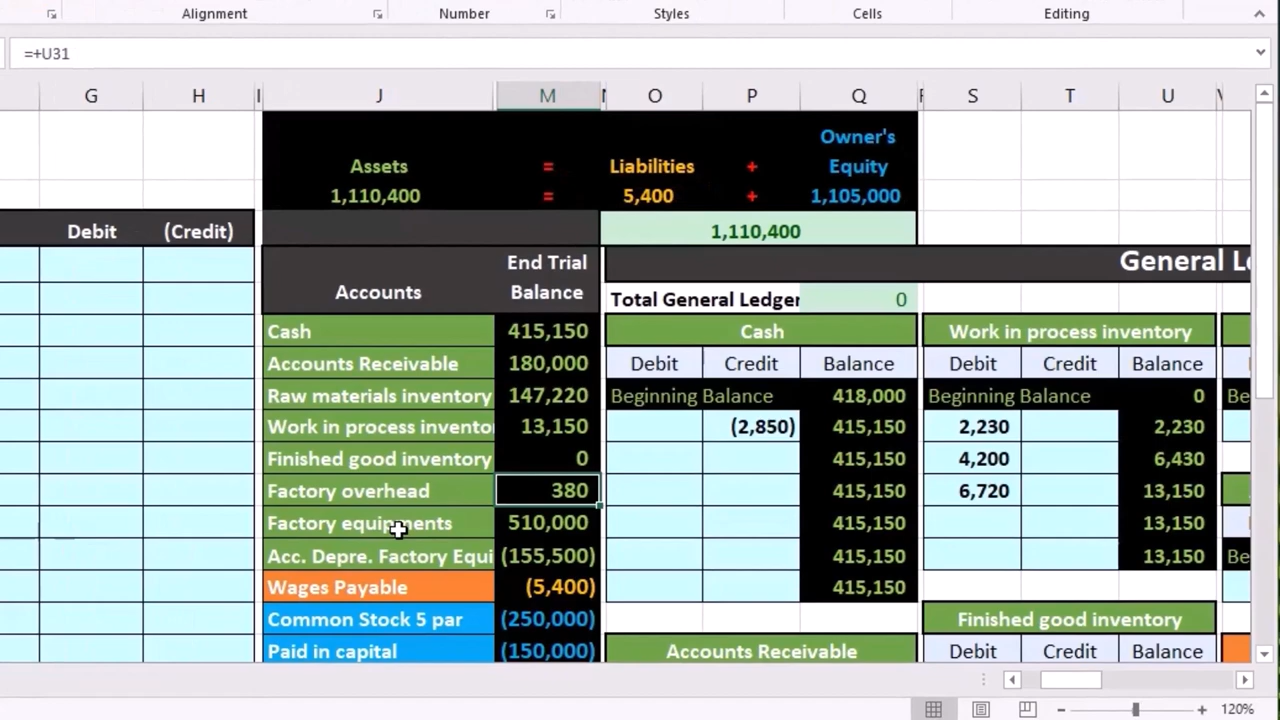 Alignment Number Styles Cells Editing
=+U31
G H I J M N O P Q R S T U V
Owner's
Assets = Liabilities + Equity
1,110,400 = 5,400 + 1,105,000
Debit (Credit) 1,110,400
End Trial General Le
Accounts Balance Total General Ledger 0
Cash 415,150 Cash Work in process inventory
Accounts Receivable 180,000 Debit Credit Balance Debit Credit Balance
Raw materials inventory 147,220 Beginning Balance 418,000 Beginning Balance 0 Be
Work in process invento 13,150 (2,850) 415,150 2,230 2,230
Finished good inventory 0 415,150 4,200 6,430
Factory overhead 380 415,150 6,720 13,150
Factory equipments 510,000 415,150 13,150
Acc. Depre. Factory Equi (155,500) 415,150 13,150 Be
Wages Payable (5,400) 415,150
Common Stock 5 par (250,000) Finished good inventory
Paid in capital (150,000) Accounts Receivable Debit Credit Balance
120%